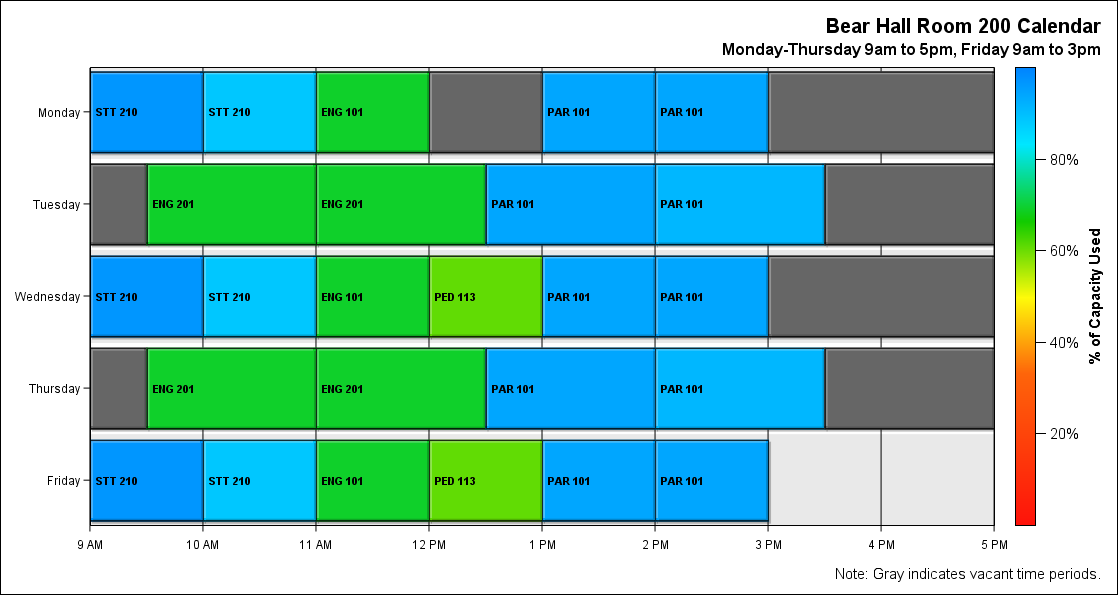 Bear Hall Room 200 Calendar
Monday-Thursday 9am to 5pm, Friday 9am to 3pm
Monday
STT 210
STT 210
ENG 101
PAR 101
PAR 101
Tuesday
ENG 201
ENG 201
PAR 101
PAR 101
Wednesday
STT 210
STT 210
ENG 101
PED 113
PAR 101
PAR 101
Thursday
ENG 201
ENG 201
PAR 101
PAR 101
Friday
STT 210
STT 210
ENG 101
PED 113
PAR 101
PAR 101
9 AM
10 AM
11 AM
12 PM
1 PM
2 PM
3 PM
4 PM
5 PM
80%
60%
40%
20%
% of Capacity Used
Note: Gray indicates vacant time periods.